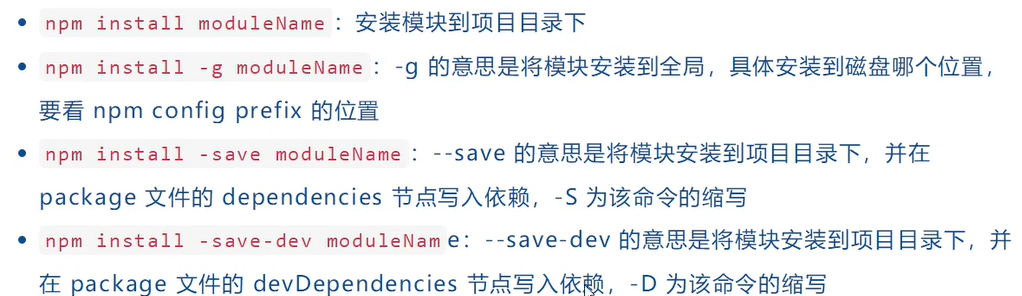 • npm install moduleName：安装模块到项目目录下
• npm install -g moduleName：-g 的意思是将模块安装到全局，具体安装到磁盘哪个位置，
要看 npm config prefix 的位置
• npm install -save moduleName：--save 的意思是将模块安装到项目目录下，并在
package 文件的 dependencies 节点写入依赖，-S 为该命令的缩写
• npm install -save-dev moduleName：--save-dev 的意思是将模块安装到项目目录下，并
在 package 文件的 devDependencies 节点写入依赖，-D 为该命令的缩写